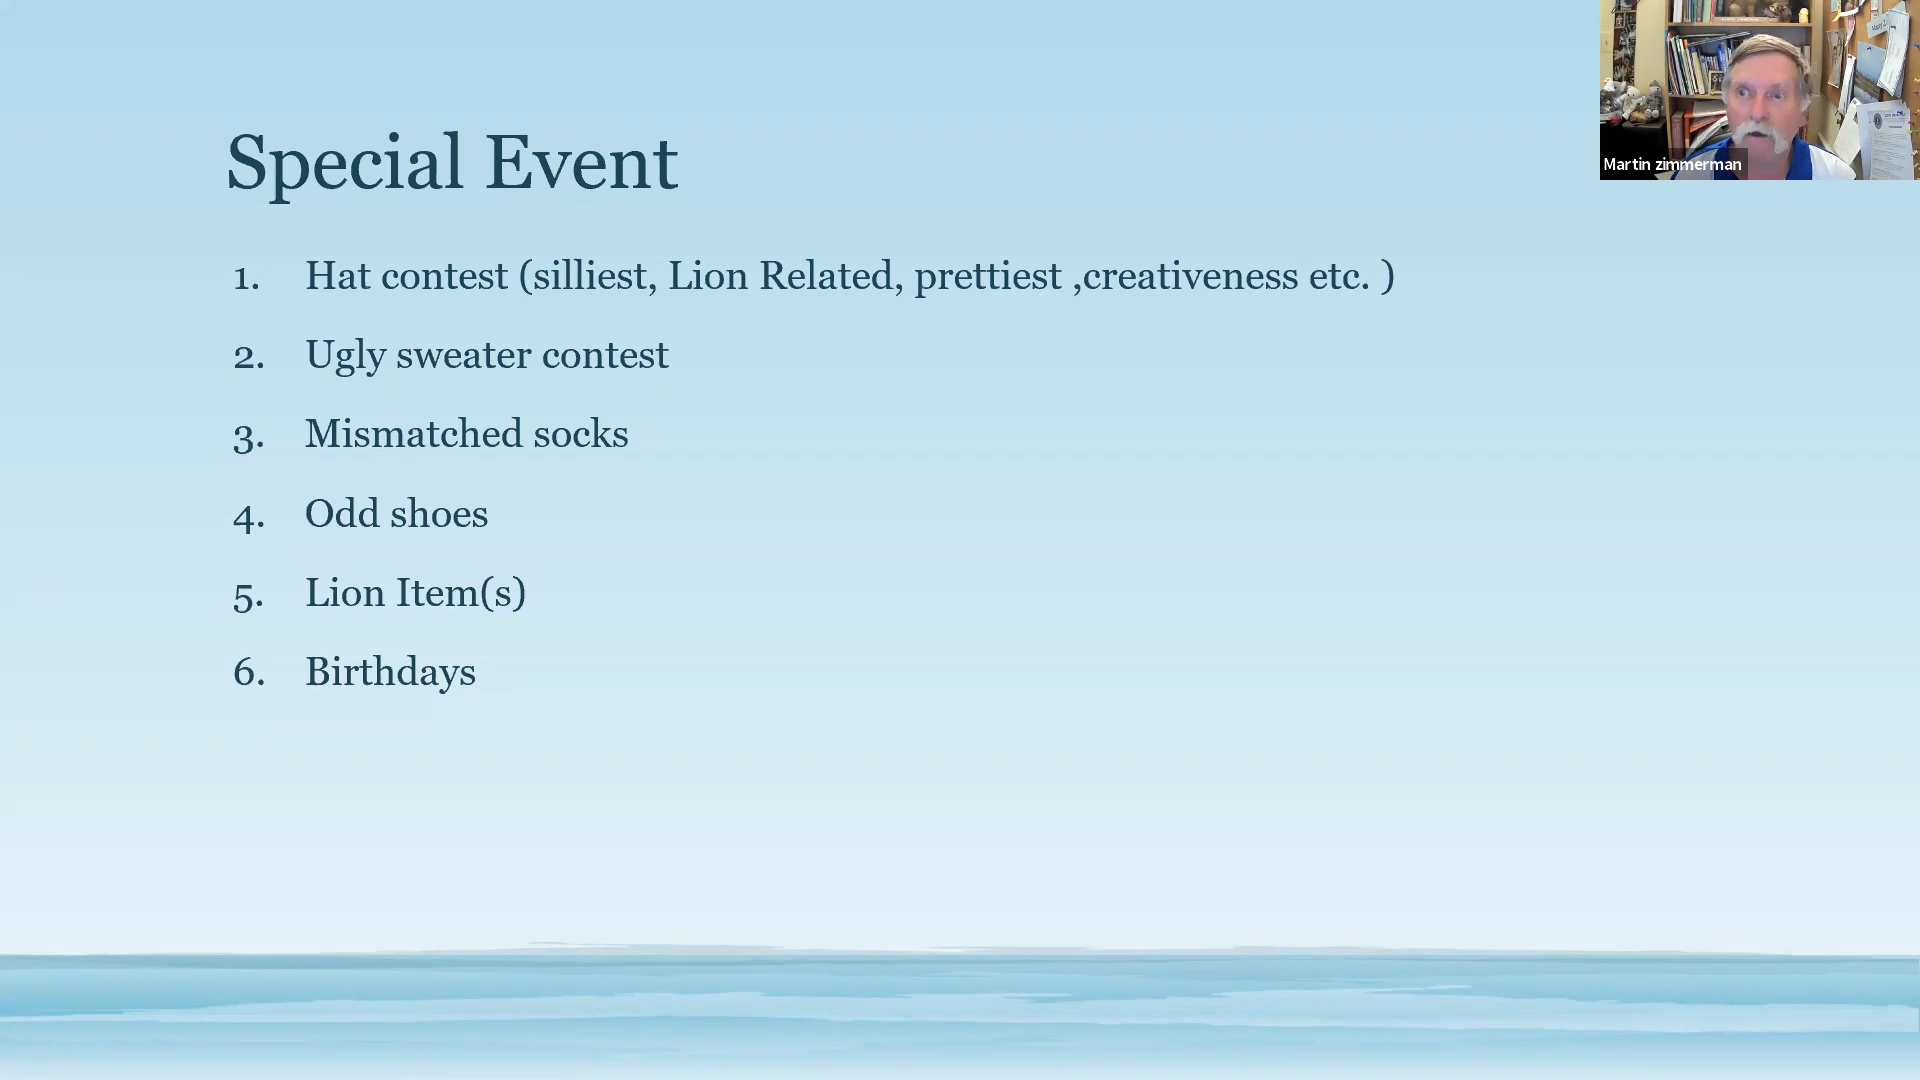 Special Event
1. Hat contest (silliest, Lion Related, prettiest ,creativeness etc. )
2. Ugly sweater contest
3. Mismatched socks
4. Odd shoes
5. Lion Item(s)
6. Birthdays
Martin zimmerman